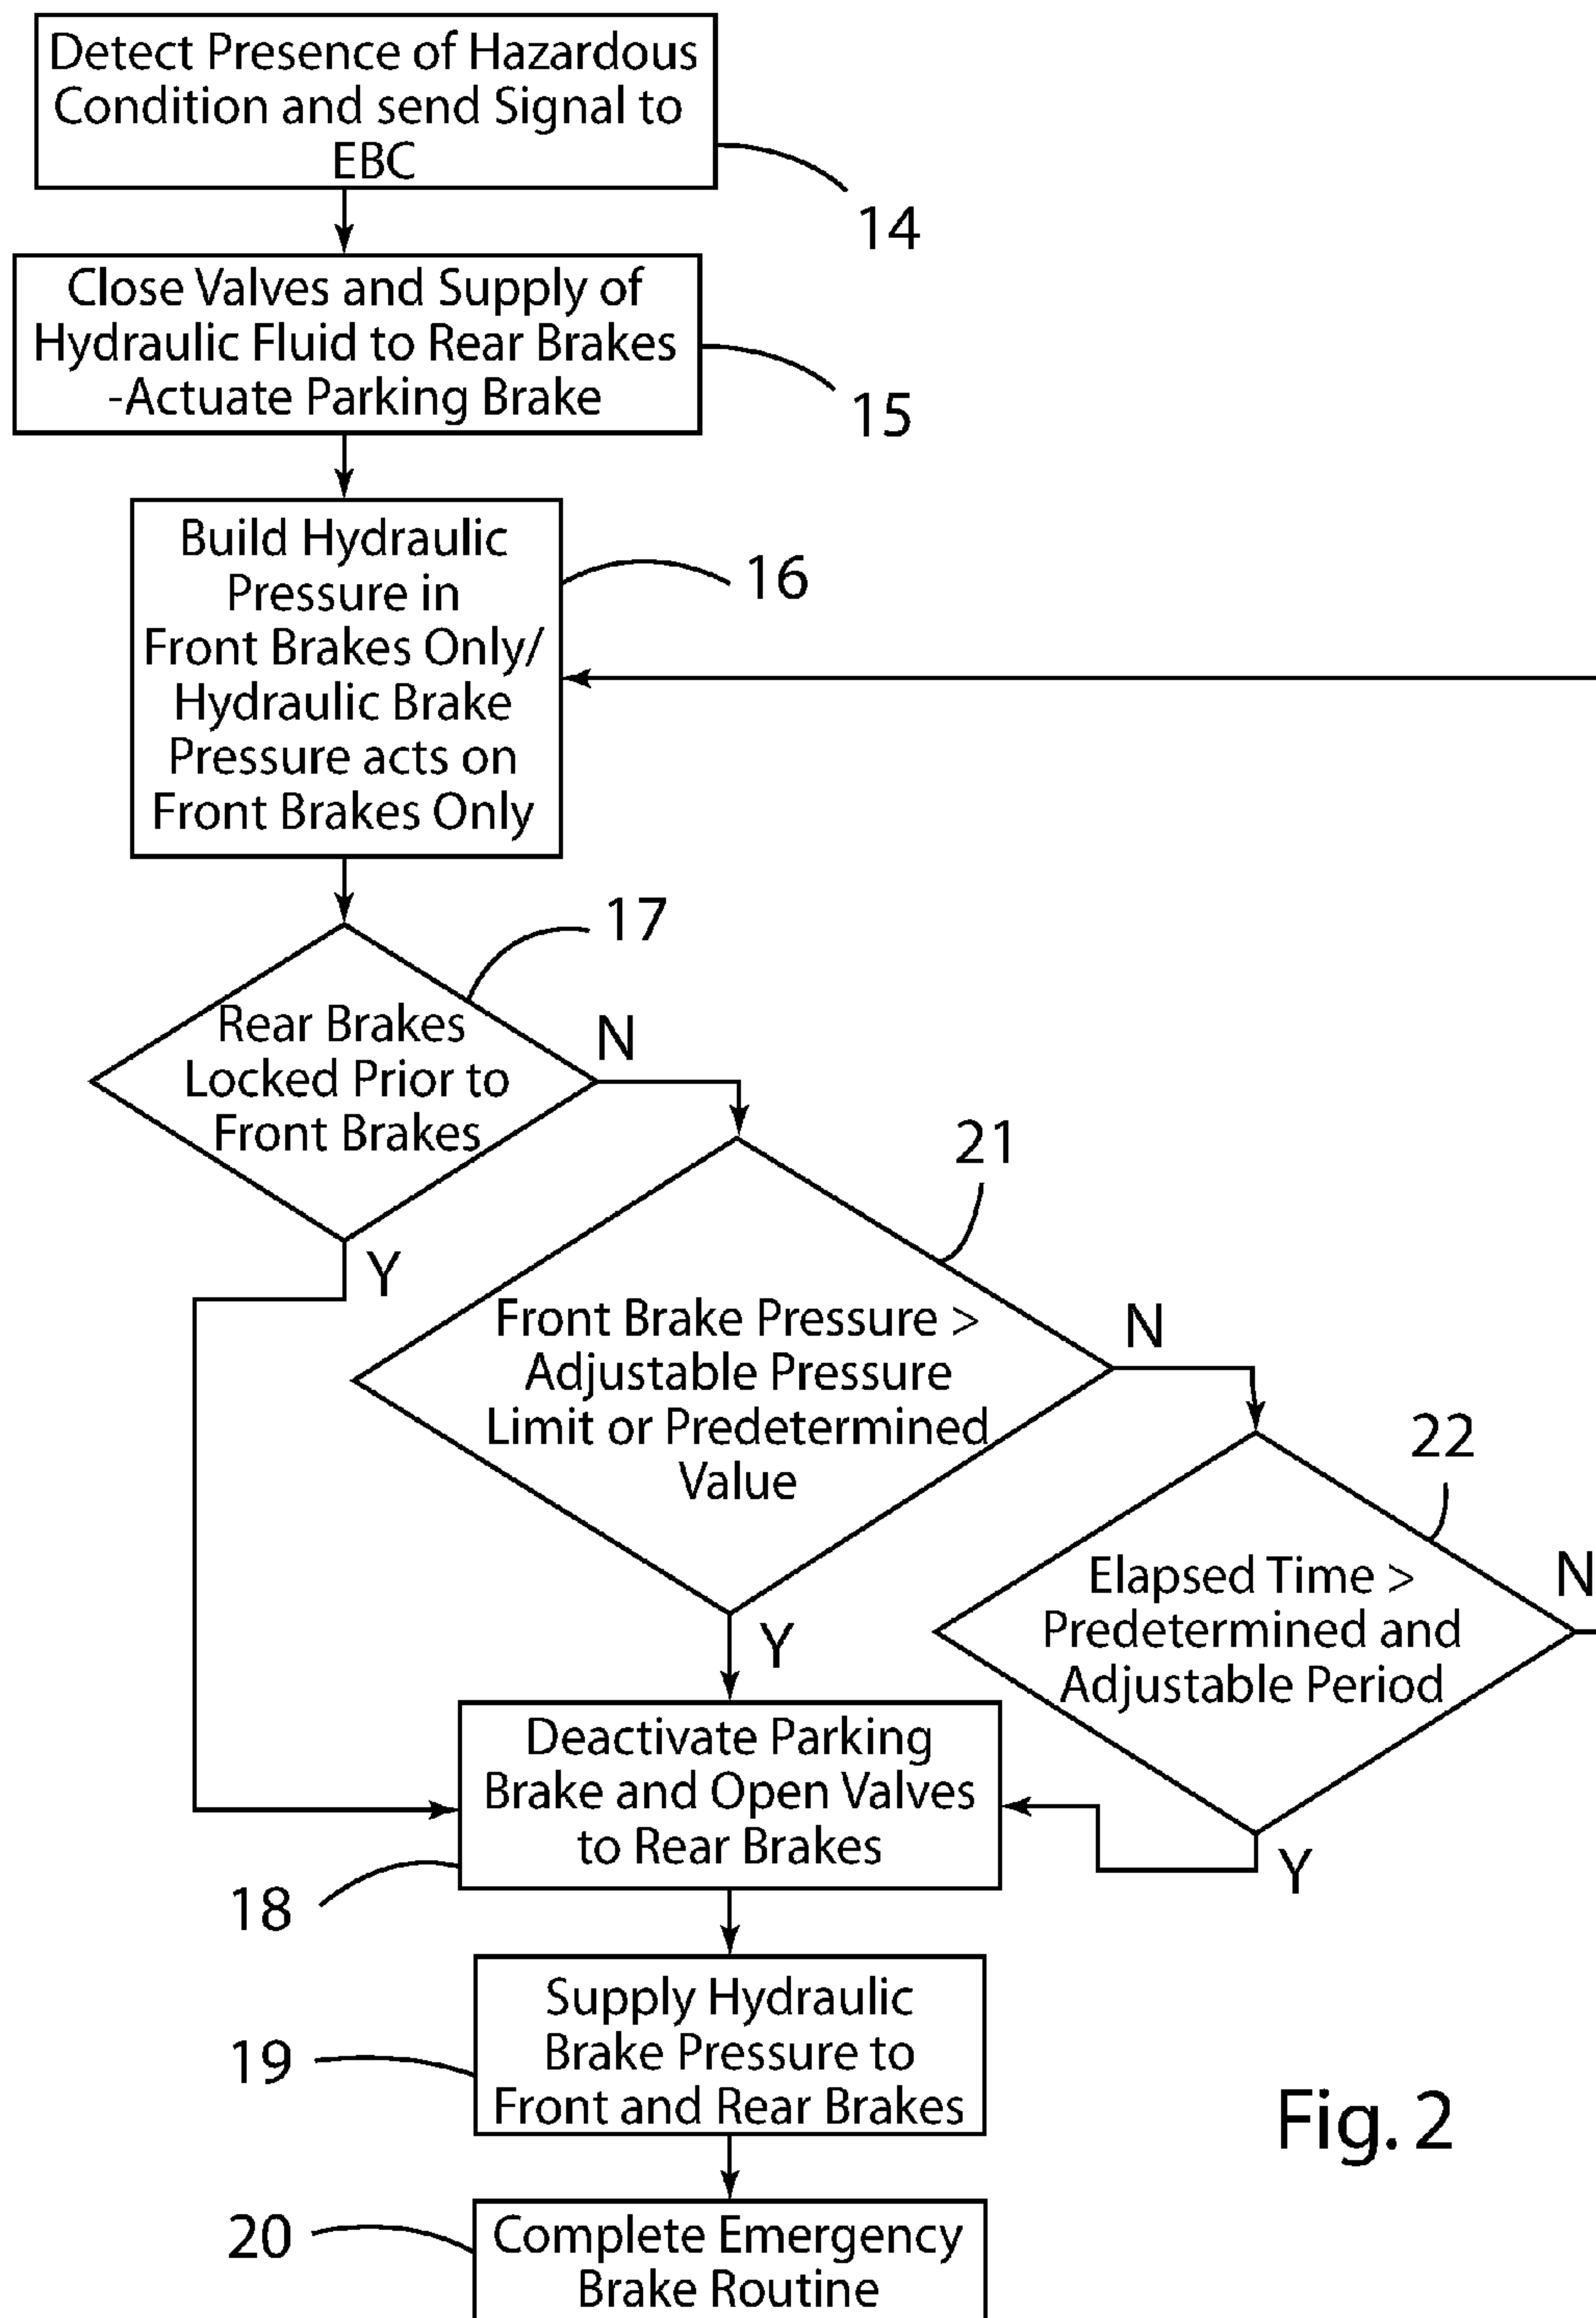 Detect Presence of Hazardous
Condition and send Signal to
EBC
14
Close Valves and Supply of
Hydraulic Fluid to Rear Brakes
-Actuate Parking Brake
15
Build Hydraulic
Pressure in
Front Brakes Only/
Hydraulic Brake
Pressure acts on
Front Brakes Only
16
17
Rear Brakes
Locked Prior to
Front Brakes
N
Y
21
Front Brake Pressure >
Adjustable Pressure
Limit or Predetermined
Value
N
Y
22
Elapsed Time >
Predetermined and
Adjustable Period
N
Y
Deactivate Parking
Brake and Open Valves
to Rear Brakes
18
Supply Hydraulic
Brake Pressure to
Front and Rear Brakes
19
Complete Emergency
Brake Routine
20
Fig. 2